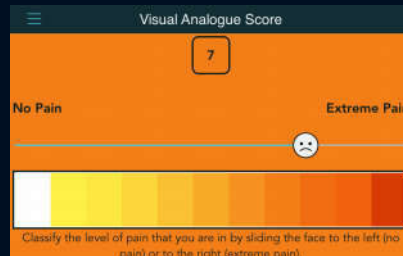 Visual Analogue Score
7
No Pain Extreme Pain
Classify the level of pain that you are in by sliding the face to the left (no
pain) or to the right (extreme pain)